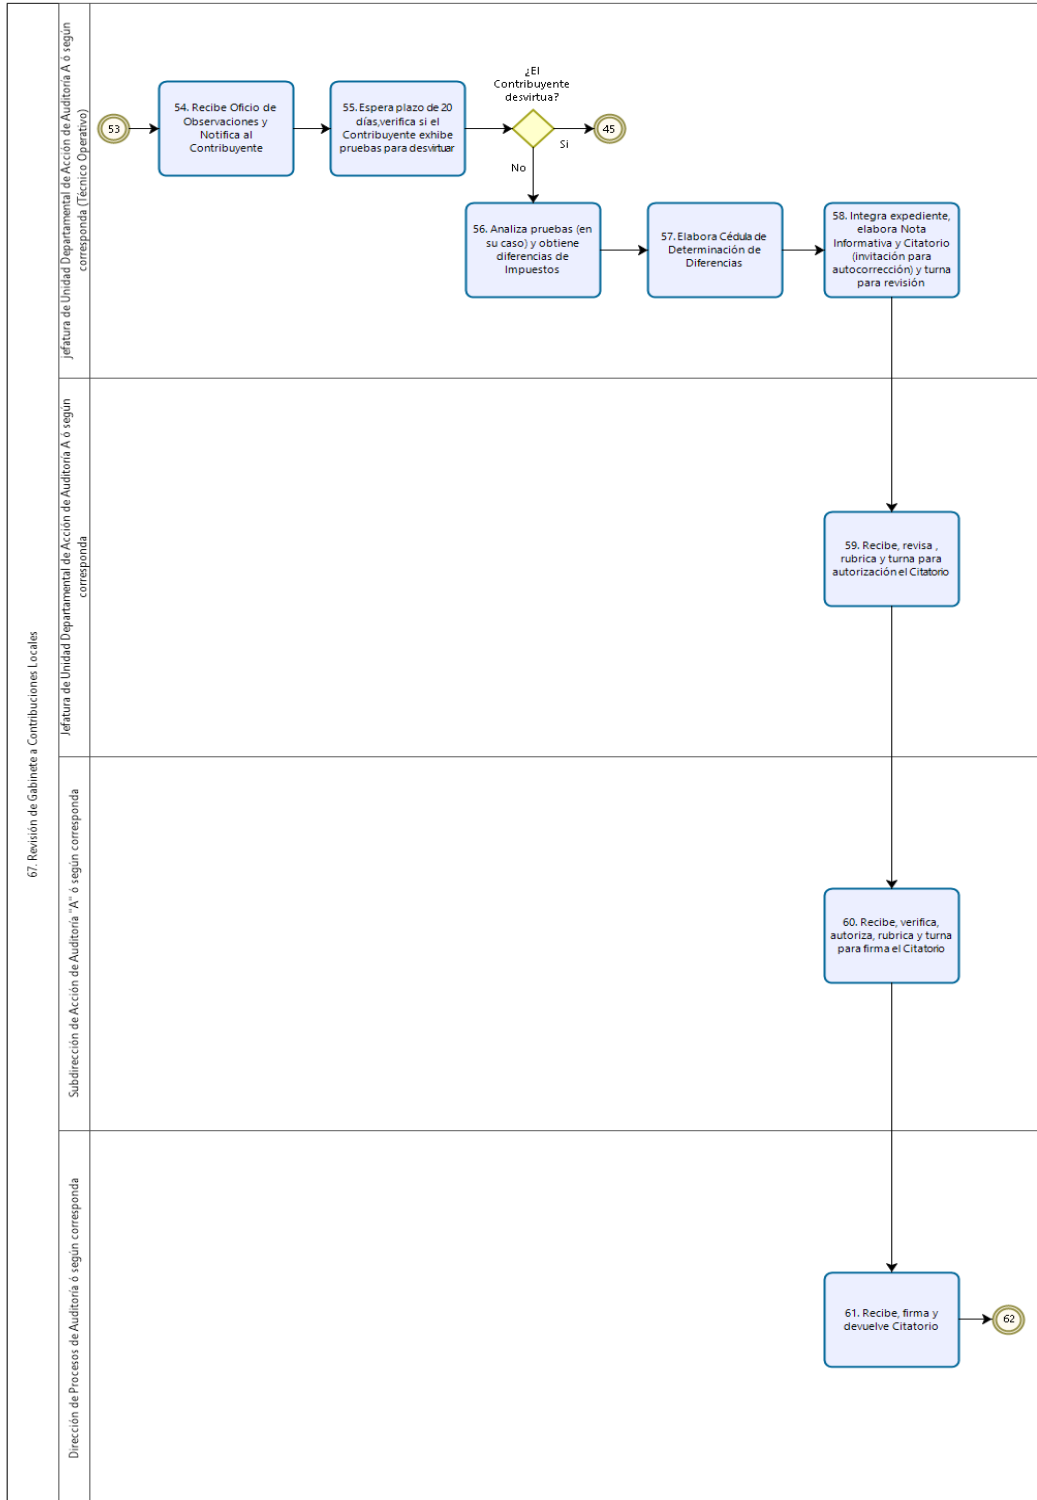 67. Revisión de Gabinete a Contribuciones Locales
jefatura de Unidad Departamental de Acción de Auditoría A ó según
corresponda (Técnico Operativo)
53
54. Recibe Oficio de
Observaciones y
Notifica al
Contribuyente
55. Espera plazo de 20
días,verifica si el
Contribuyente exhibe
pruebas para desvirtuar
¿El
Contribuyente
desvirtua?
Si
45
No
56. Analiza pruebas (en
su caso) y obtiene
diferencias de
Impuestos
57. Elabora Cédula de
Determinación de
Diferencias
58. Integra expediente,
elabora Nota
Informativa y Citatorio
(invitación para
autocorrección) y turna
para revisión
Jefatura de Unidad Departamental de Acción de Auditoría A ó según
corresponda
59. Recibe, revisa ,
rubrica y turna para
autorización el Citatorio
Subdirección de Acción de Auditoría "A" ó según corresponda
60. Recibe, verifica,
autoriza, rubrica y turna
para firma el Citatorio
Dirección de Procesos de Auditoría ó según corresponda
61. Recibe, firma y
devuelve Citatorio
62